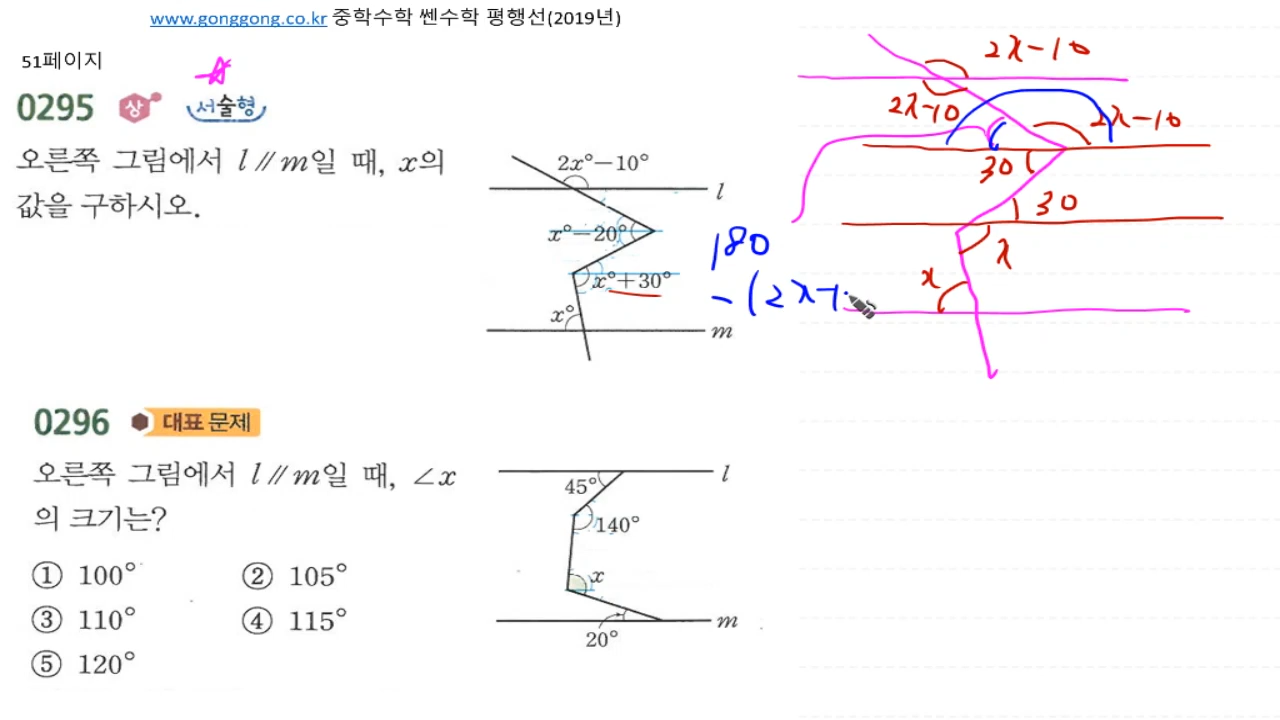 www.gonggong.co.kr 중학수학 쎈수학 평행선(2019년)
51페이지
0295 상 서술형
오른쪽 그림에서 l∥m일 때, x의
값을 구하시오.
2x°−10°
l
x°−20°
x°+30°
x°
m
2x-10
2x-10
2x-10
30
30
x
x
180
-(2x-1
0296 대표 문제
오른쪽 그림에서 l∥m일 때, ∠x
의 크기는?
① 100° ② 105°
③ 110° ④ 115°
⑤ 120°
l
45°
140°
x
m
20°